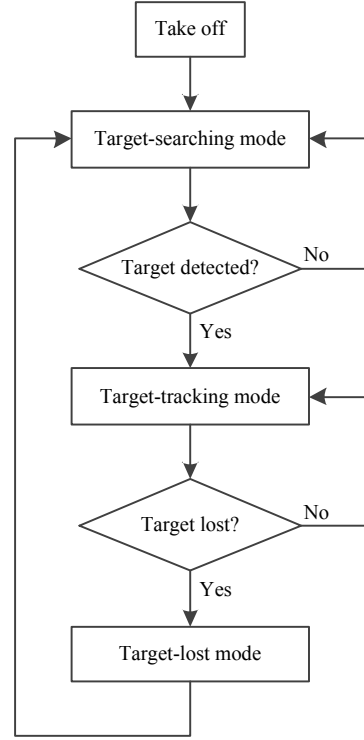 Take off
Target-searching mode
Target detected?
No
Yes
Target-tracking mode
Target lost?
No
Yes
Target-lost mode